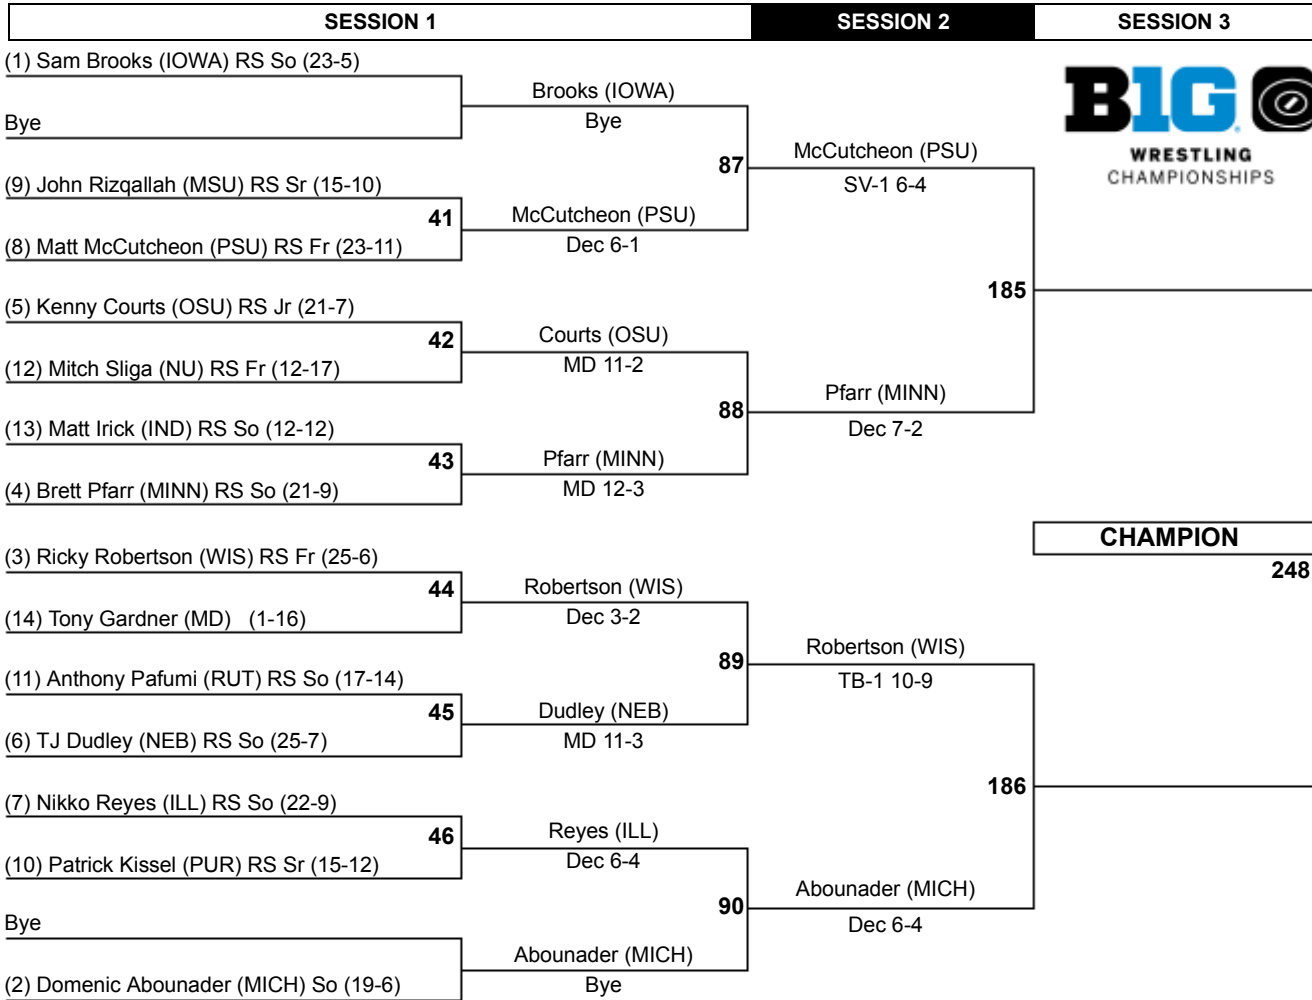 SESSION 1
SESSION 2
SESSION 3
(1) Sam Brooks (IOWA) RS So (23-5)
Bye
Brooks (IOWA)
Bye
87
(9) John Rizqallah (MSU) RS Sr (15-10)
41
(8) Matt McCutcheon (PSU) RS Fr (23-11)
McCutcheon (PSU)
Dec 6-1
McCutcheon (PSU)
SV-1 6-4
B1G
WRESTLING
CHAMPIONSHIPS
185
(5) Kenny Courts (OSU) RS Jr (21-7)
42
(12) Mitch Sliga (NU) RS Fr (12-17)
Courts (OSU)
MD 11-2
88
(13) Matt Irick (IND) RS So (12-12)
43
(4) Brett Pfarr (MINN) RS So (21-9)
Pfarr (MINN)
MD 12-3
Pfarr (MINN)
Dec 7-2
CHAMPION
248
(3) Ricky Robertson (WIS) RS Fr (25-6)
44
(14) Tony Gardner (MD) (1-16)
Robertson (WIS)
Dec 3-2
89
(11) Anthony Pafumi (RUT) RS So (17-14)
45
(6) TJ Dudley (NEB) RS So (25-7)
Dudley (NEB)
MD 11-3
Robertson (WIS)
TB-1 10-9
186
(7) Nikko Reyes (ILL) RS So (22-9)
46
(10) Patrick Kissel (PUR) RS Sr (15-12)
Reyes (ILL)
Dec 6-4
90
Bye
(2) Domenic Abounader (MICH) So (19-6)
Abounader (MICH)
Bye
Abounader (MICH)
Dec 6-4